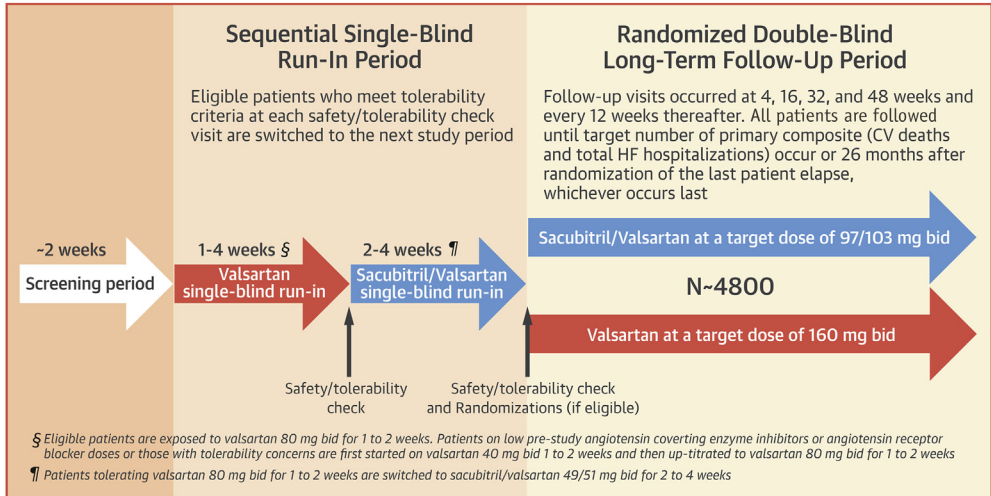 Sequential Single-Blind
Run-In Period
Eligible patients who meet tolerability
criteria at each safety/tolerability check
visit are switched to the next study period
Randomized Double-Blind
Long-Term Follow-Up Period
Follow-up visits occurred at 4, 16, 32, and 48 weeks and
every 12 weeks thereafter. All patients are followed
until target number of primary composite (CV deaths
and total HF hospitalizations) occur or 26 months after
randomization of the last patient elapse,
whichever occurs last
~2 weeks
Screening period
1-4 weeks §
Valsartan
single-blind run-in
2-4 weeks ¶
Sacubitril/Valsartan
single-blind run-in
Sacubitril/Valsartan at a target dose of 97/103 mg bid
N~4800
Valsartan at a target dose of 160 mg bid
Safety/tolerability
check
Safety/tolerability check
and Randomizations (if eligible)
§ Eligible patients are exposed to valsartan 80 mg bid for 1 to 2 weeks. Patients on low pre-study angiotensin coverting enzyme inhibitors or angiotensin receptor
blocker doses or those with tolerability concerns are first started on valsartan 40 mg bid 1 to 2 weeks and then up-titrated to valsartan 80 mg bid for 1 to 2 weeks
¶ Patients tolerating valsartan 80 mg bid for 1 to 2 weeks are switched to sacubitril/valsartan 49/51 mg bid for 2 to 4 weeks